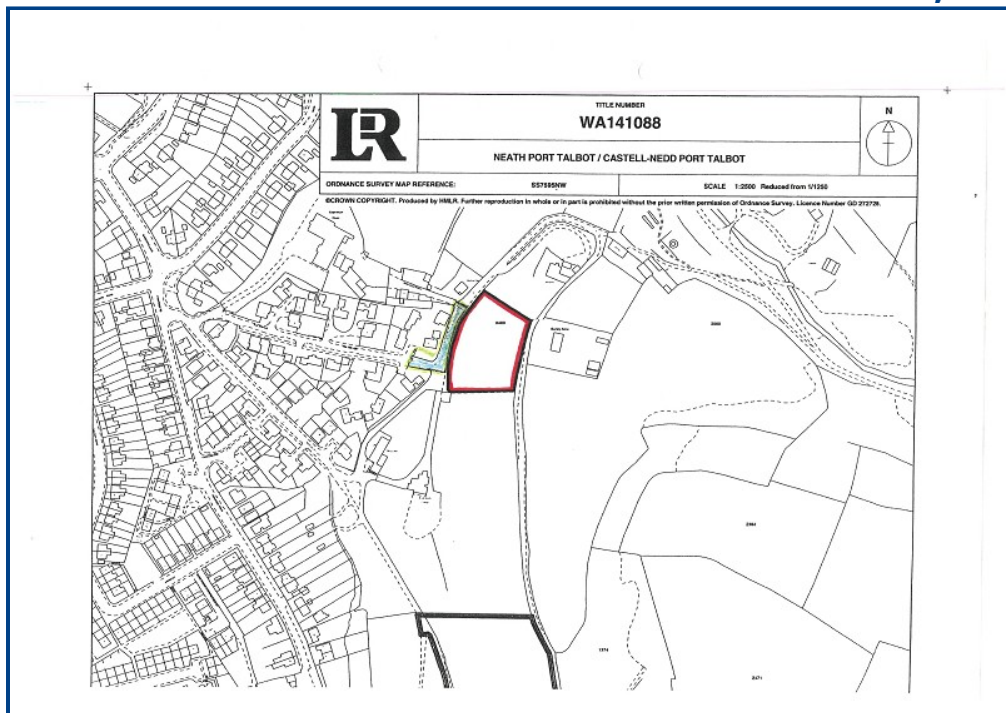 LR
TITLE NUMBER
WA141088
N
NEATH PORT TALBOT / CASTELL-NEDD PORT TALBOT
ORDNANCE SURVEY MAP REFERENCE: SS7595NW SCALE 1:2500 Reduced from 1/1250
©CROWN COPYRIGHT. Produced by HMLR. Further reproduction in whole or in part is prohibited without the prior written permission of Ordnance Survey. Licence Number GD 272728.